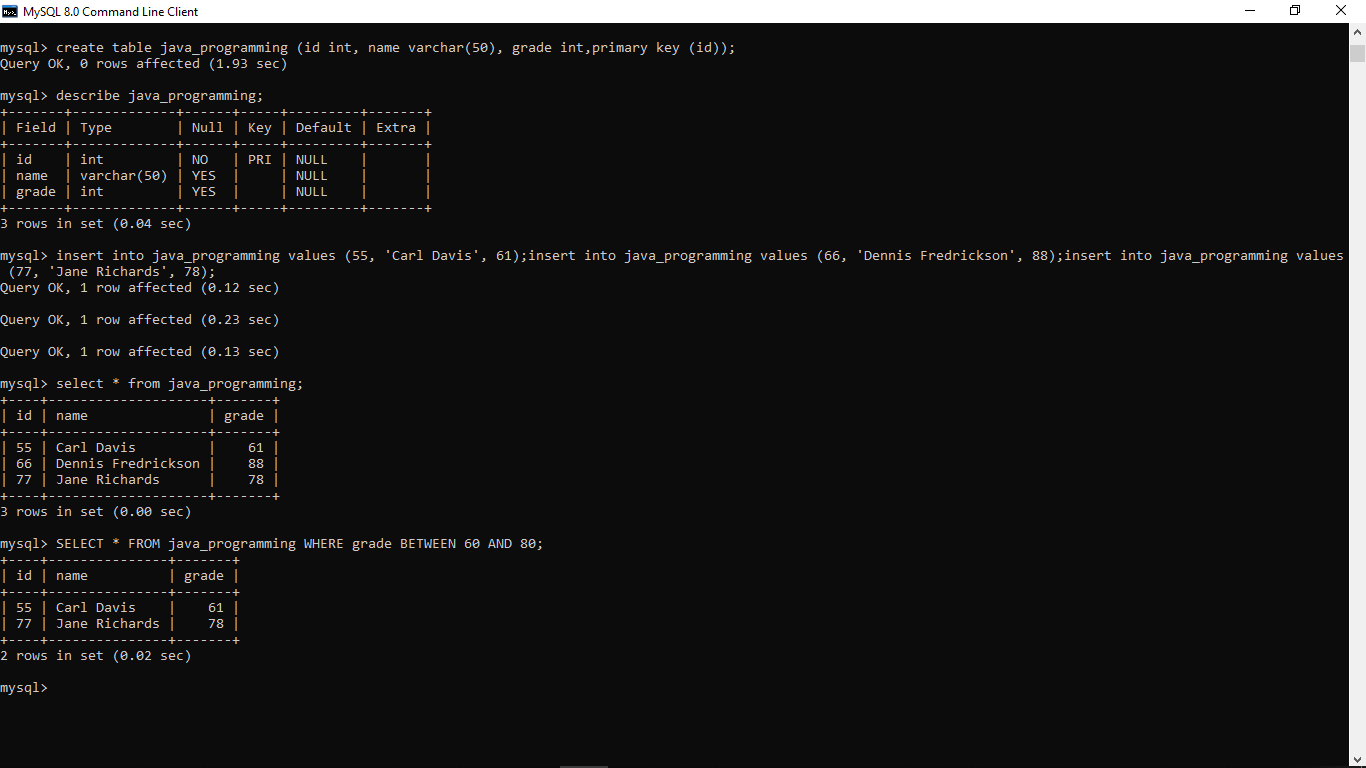 MySQL 8.0 Command Line Client
mysql> create table java_programming (id int, name varchar(50), grade int,primary key (id));
Query OK, 0 rows affected (1.93 sec)
mysql> describe java_programming;
+-------+-------------+------+-----+---------+-------+
| Field | Type        | Null | Key | Default | Extra |
+-------+-------------+------+-----+---------+-------+
| id    | int         | NO   | PRI | NULL    |       |
| name  | varchar(50) | YES  |     | NULL    |       |
| grade | int         | YES  |     | NULL    |       |
+-------+-------------+------+-----+---------+-------+
3 rows in set (0.04 sec)
mysql> insert into java_programming values (55, 'Carl Davis', 61);insert into java_programming values (66, 'Dennis Fredrickson', 88);insert into java_programming values
 (77, 'Jane Richards', 78);
Query OK, 1 row affected (0.12 sec)
Query OK, 1 row affected (0.23 sec)
Query OK, 1 row affected (0.13 sec)
mysql> select * from java_programming;
+----+--------------------+-------+
| id | name               | grade |
+----+--------------------+-------+
| 55 | Carl Davis         |    61 |
| 66 | Dennis Fredrickson |    88 |
| 77 | Jane Richards      |    78 |
+----+--------------------+-------+
3 rows in set (0.00 sec)
mysql> SELECT * FROM java_programming WHERE grade BETWEEN 60 AND 80;
+----+---------------+-------+
| id | name          | grade |
+----+---------------+-------+
| 55 | Carl Davis    |    61 |
| 77 | Jane Richards |    78 |
+----+---------------+-------+
2 rows in set (0.02 sec)
mysql>